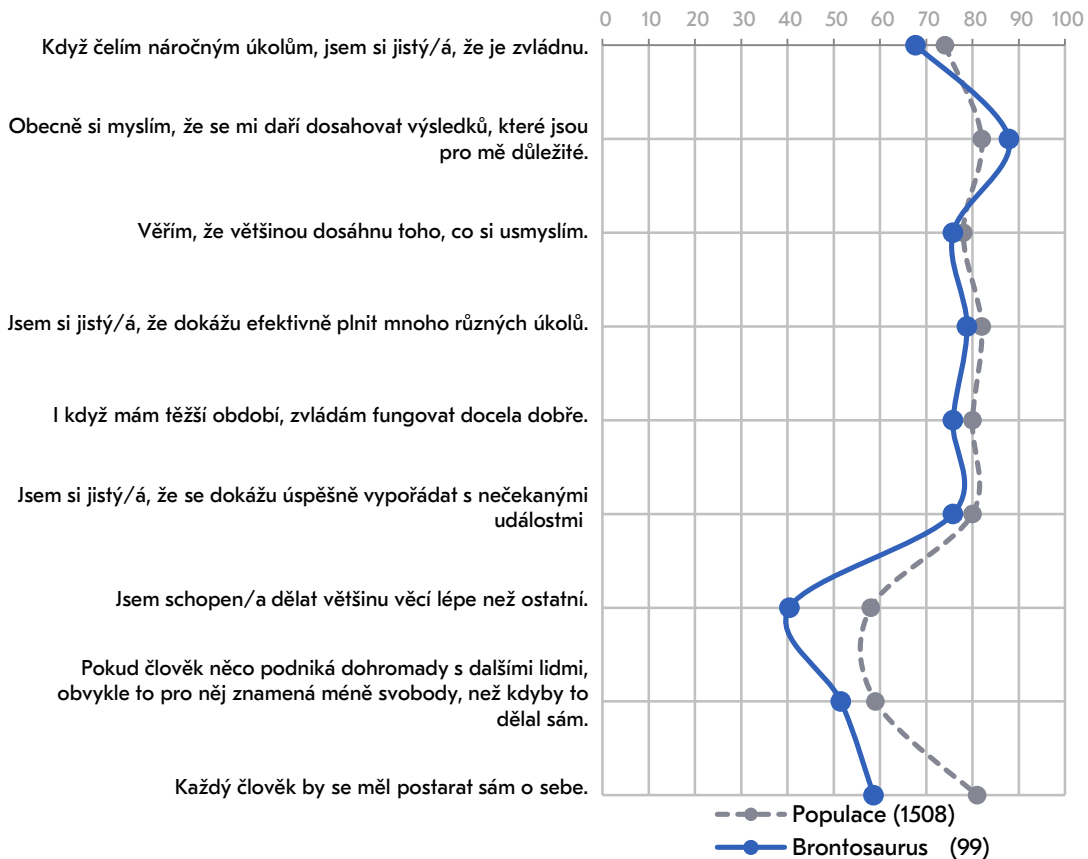 0 10 20 30 40 50 60 70 80 90 100
Když čelím náročným úkolům, jsem si jistý/á, že je zvládnu.
Obecně si myslím, že se mi daří dosahovat výsledků, které jsou
pro mě důležité.
Věřím, že většinou dosáhnu toho, co si usmyslím.
Jsem si jistý/á, že dokážu efektivně plnit mnoho různých úkolů.
I když mám těžší období, zvládám fungovat docela dobře.
Jsem si jistý/á, že se dokážu úspěšně vypořádat s nečekanými
událostmi
Jsem schopen/a dělat většinu věcí lépe než ostatní.
Pokud člověk něco podniká dohromady s dalšími lidmi,
obvykle to pro něj znamená méně svobody, než kdyby to
dělal sám.
Každý člověk by se měl postarat sám o sebe.
Populace (1508)
Brontosaurus (99)